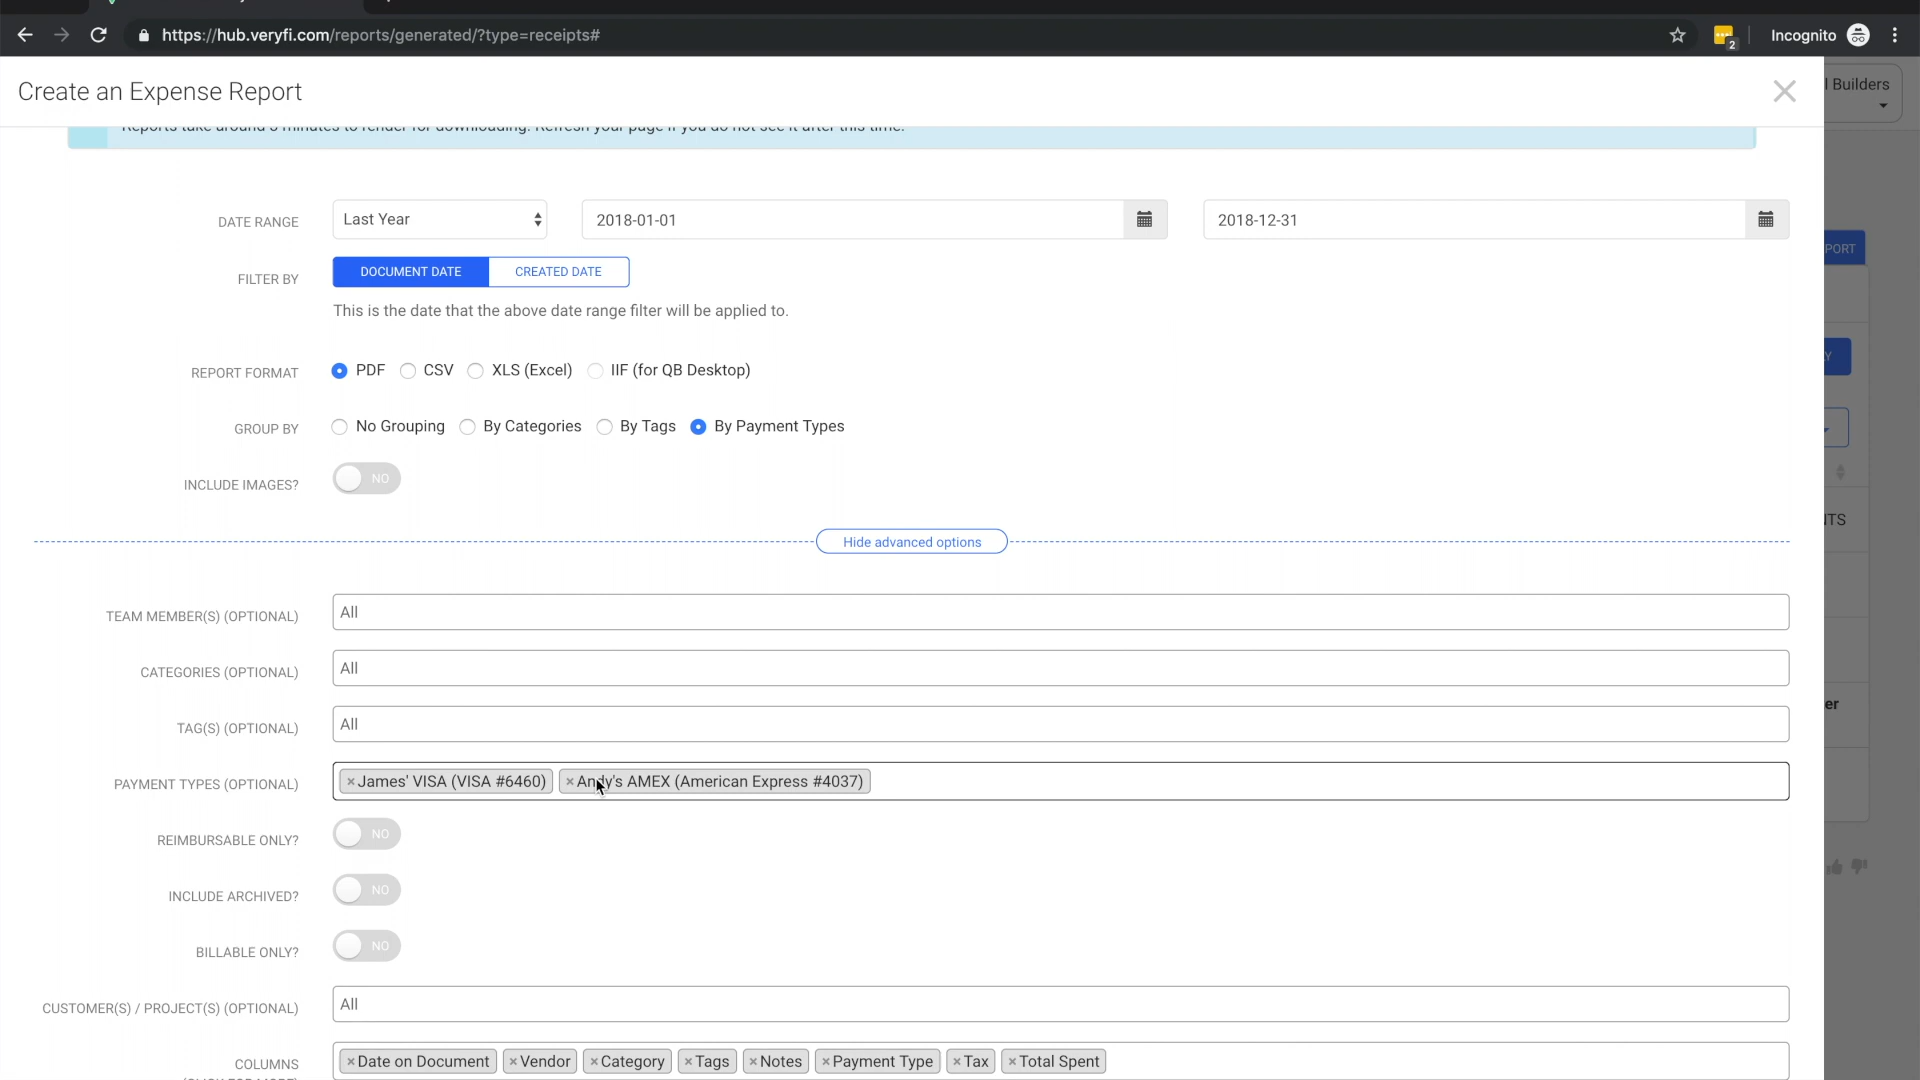 https://hub.veryfi.com/reports/generated/?type=receipts#
2
Incognito
Create an Expense Report
l Builders
Reports take around 5 minutes to render for downloading. Refresh your page if you do not see it after this time.
DATE RANGE
Last Year
2018-01-01
2018-12-31
PORT
FILTER BY
DOCUMENT DATE
CREATED DATE
This is the date that the above date range filter will be applied to.
Y
REPORT FORMAT
PDF
CSV
XLS (Excel)
IIF (for QB Desktop)
GROUP BY
No Grouping
By Categories
By Tags
By Payment Types
INCLUDE IMAGES?
NO
NTS
Hide advanced options
TEAM MEMBER(S) (OPTIONAL)
All
CATEGORIES (OPTIONAL)
All
er
TAG(S) (OPTIONAL)
All
PAYMENT TYPES (OPTIONAL)
×James' VISA (VISA #6460)
×Andy's AMEX (American Express #4037)
REIMBURSABLE ONLY?
NO
INCLUDE ARCHIVED?
NO
BILLABLE ONLY?
NO
CUSTOMER(S) / PROJECT(S) (OPTIONAL)
All
COLUMNS
×Date on Document
×Vendor
×Category
×Tags
×Notes
×Payment Type
×Tax
×Total Spent
(CLICK FOR MORE)